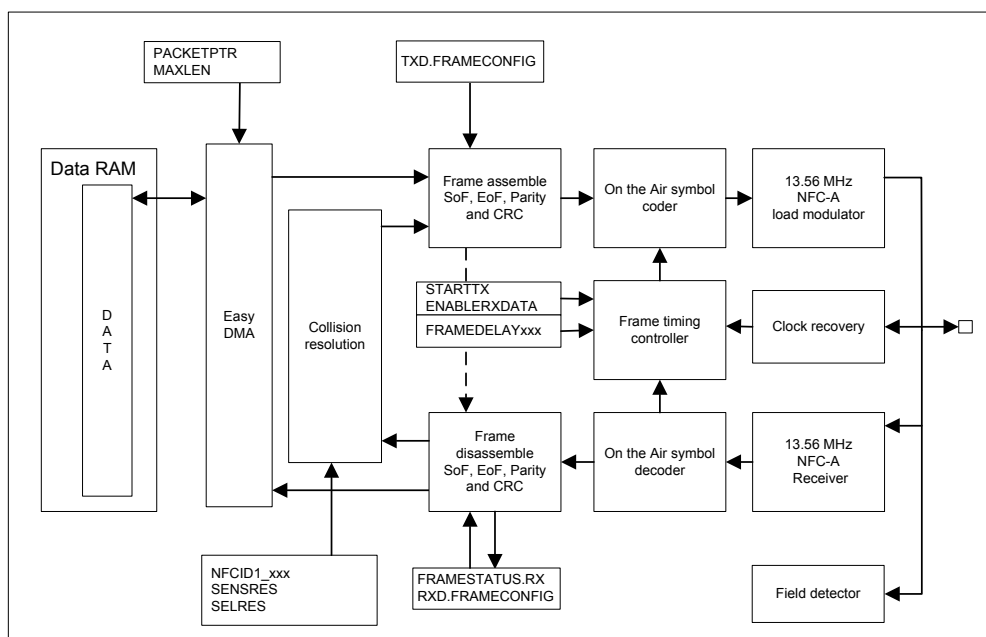 PACKETPTR
MAXLEN
TXD.FRAMECONFIG
Data RAM
D
A
T
A
Easy
DMA
Collision
resolution
Frame assemble
SoF, EoF, Parity
and CRC
On the Air symbol
coder
13.56 MHz
NFC-A
load modulator
STARTTX
ENABLERXDATA
FRAMEDELAYxxx
Frame timing
controller
Clock recovery
Frame
disassemble
SoF, EoF, Parity
and CRC
On the Air symbol
decoder
13.56 MHz
NFC-A
Receiver
NFCID1_xxx
SENSRES
SELRES
FRAMESTATUS.RX
RXD.FRAMECONFIG
Field detector